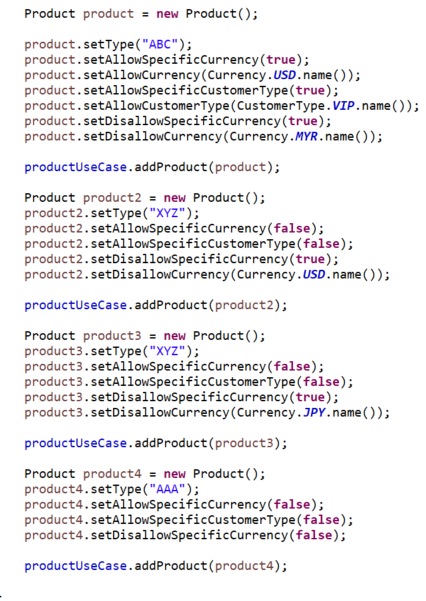 Product product = new Product();
product.setType("ABC");
product.setAllowSpecificCurrency(true);
product.setAllowCurrency(Currency.USD.name());
product.setAllowSpecificCustomerType(true);
product.setAllowCustomerType(CustomerType.VIP.name());
product.setDisallowSpecificCurrency(true);
product.setDisallowCurrency(Currency.MYR.name());
productUseCase.addProduct(product);
Product product2 = new Product();
product2.setType("XYZ");
product2.setAllowSpecificCurrency(false);
product2.setAllowSpecificCustomerType(false);
product2.setDisallowSpecificCurrency(true);
product2.setDisallowCurrency(Currency.USD.name());
productUseCase.addProduct(product2);
Product product3 = new Product();
product3.setType("XYZ");
product3.setAllowSpecificCurrency(false);
product3.setAllowSpecificCustomerType(false);
product3.setDisallowSpecificCurrency(true);
product3.setDisallowCurrency(Currency.JPY.name());
productUseCase.addProduct(product3);
Product product4 = new Product();
product4.setType("AAA");
product4.setAllowSpecificCurrency(false);
product4.setAllowSpecificCustomerType(false);
product4.setDisallowSpecificCurrency(false);
productUseCase.addProduct(product4);